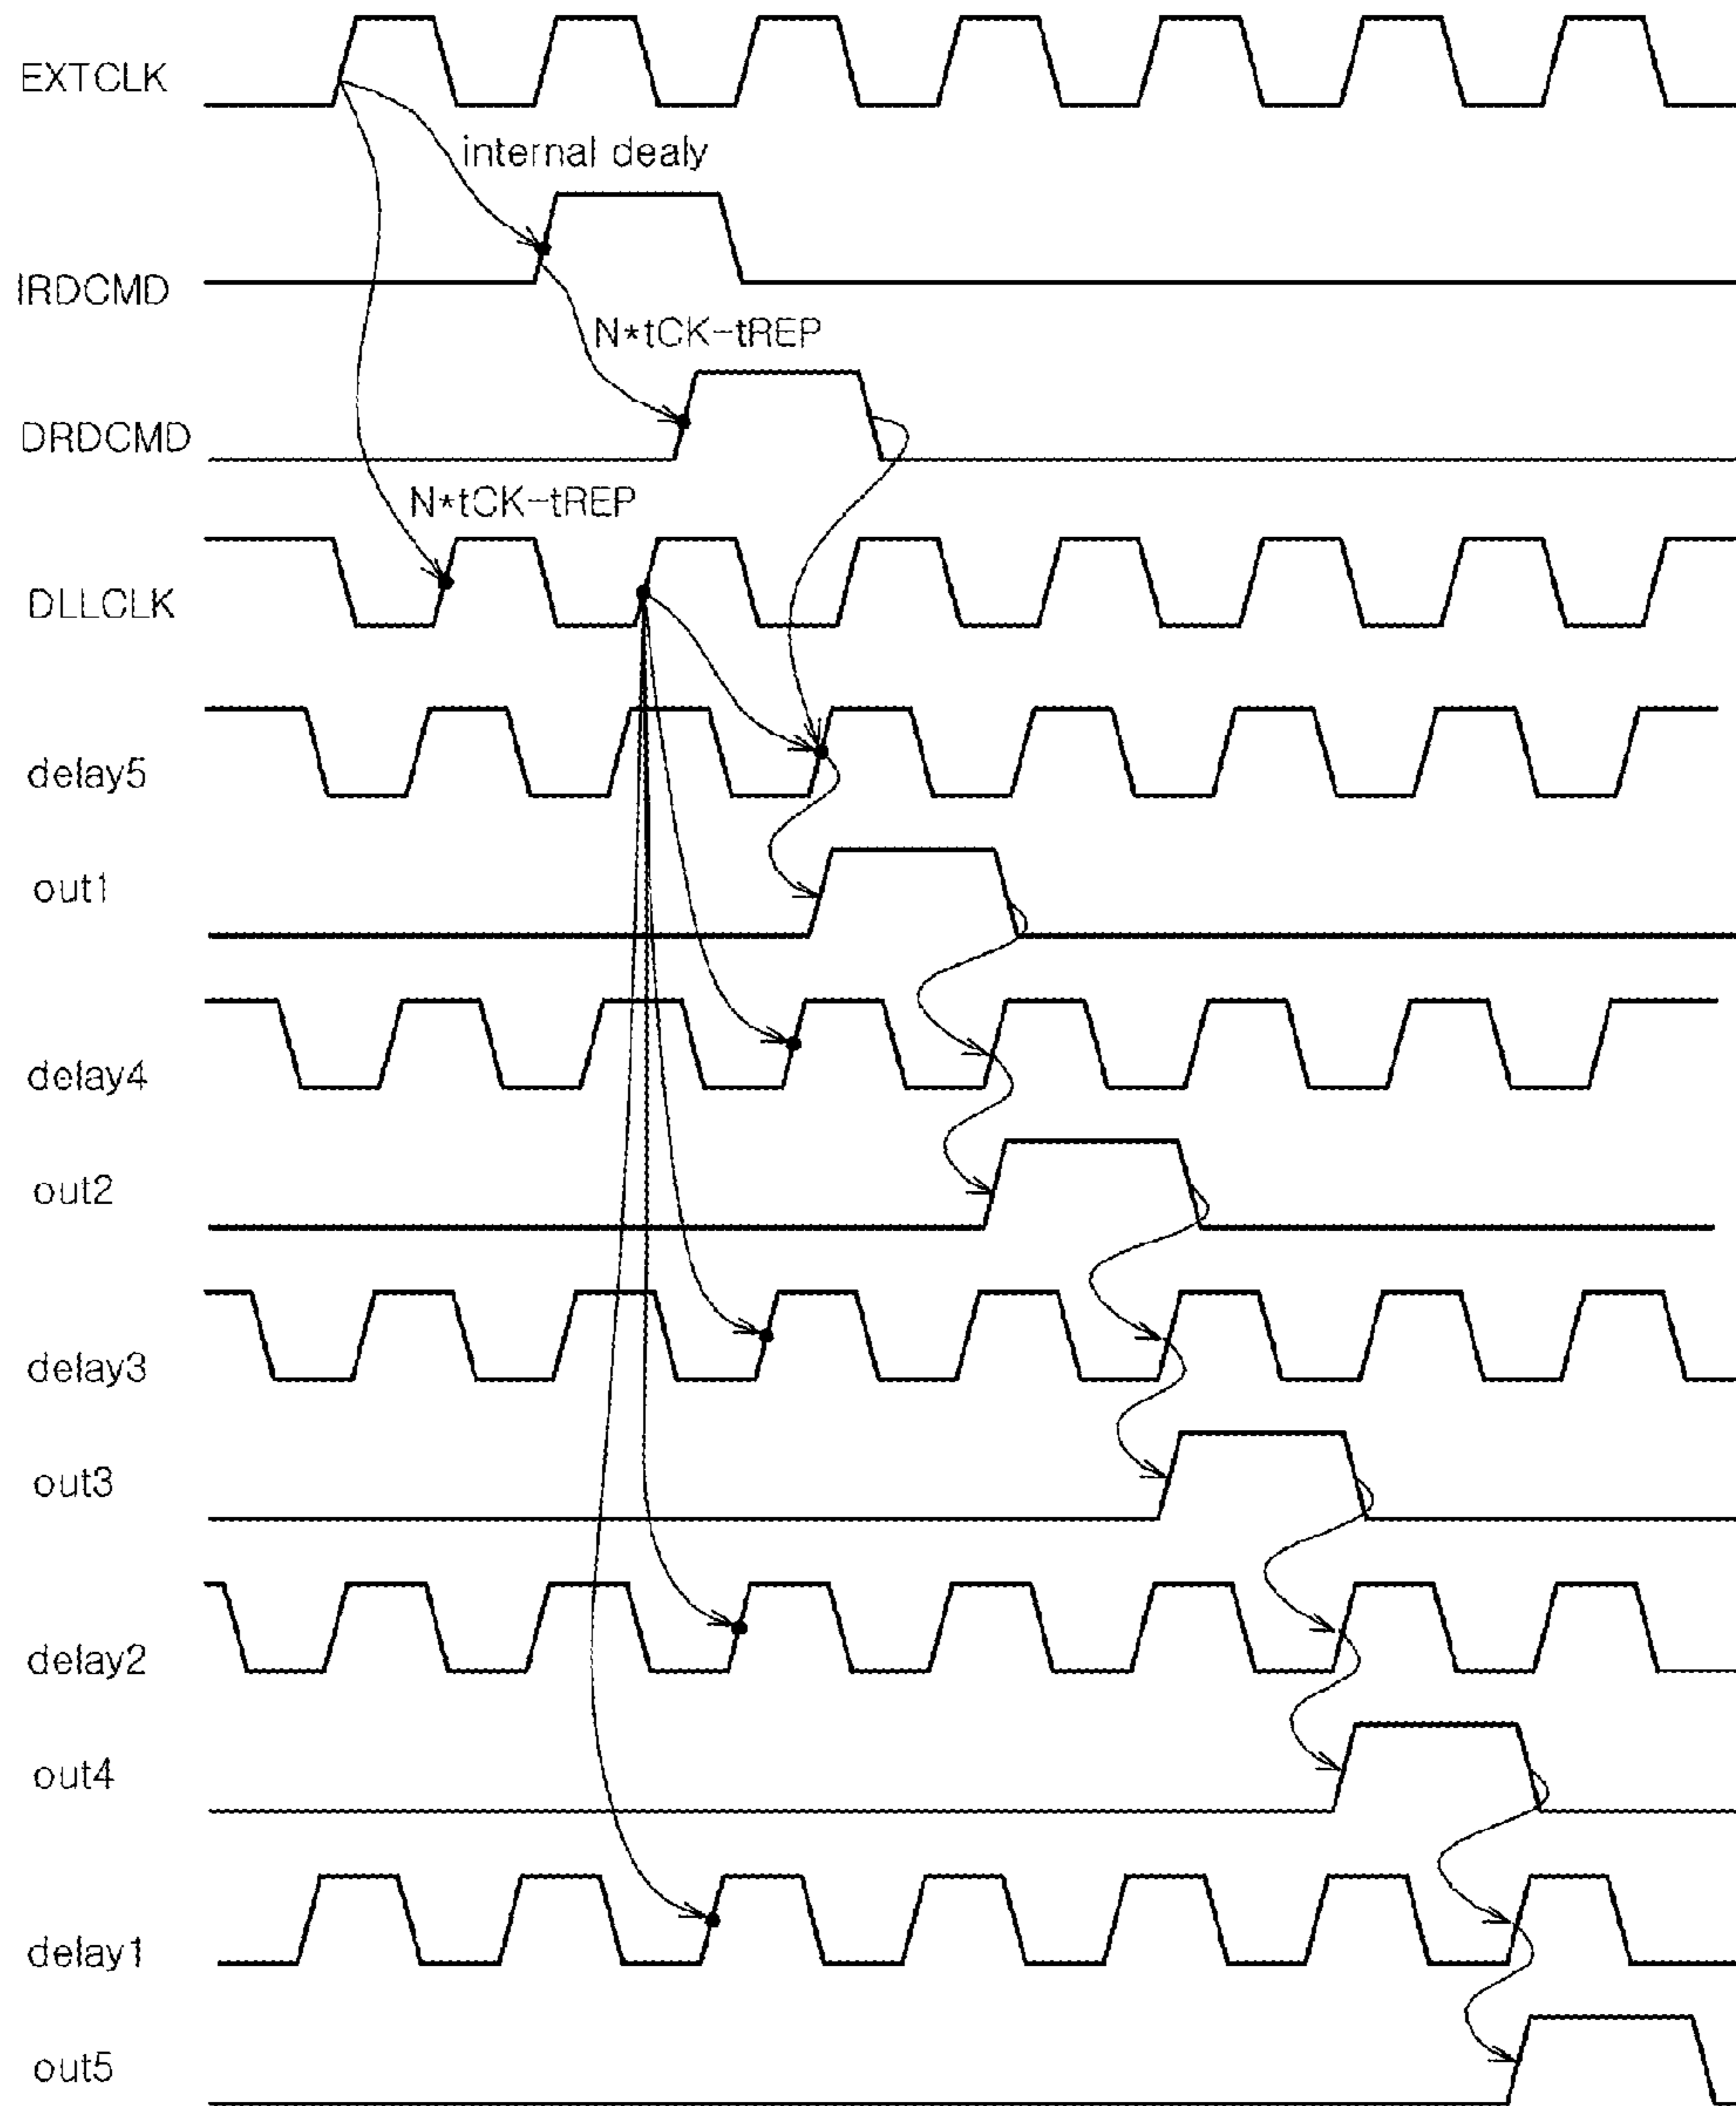 EXTCLK
internal dealy
IRDCMD
N*tCK-tREP
DRDCMD
N*tCK-tREP
DLLCLK
delay5
out1
delay4
out2
delay3
out3
delay2
out4
delay1
out5